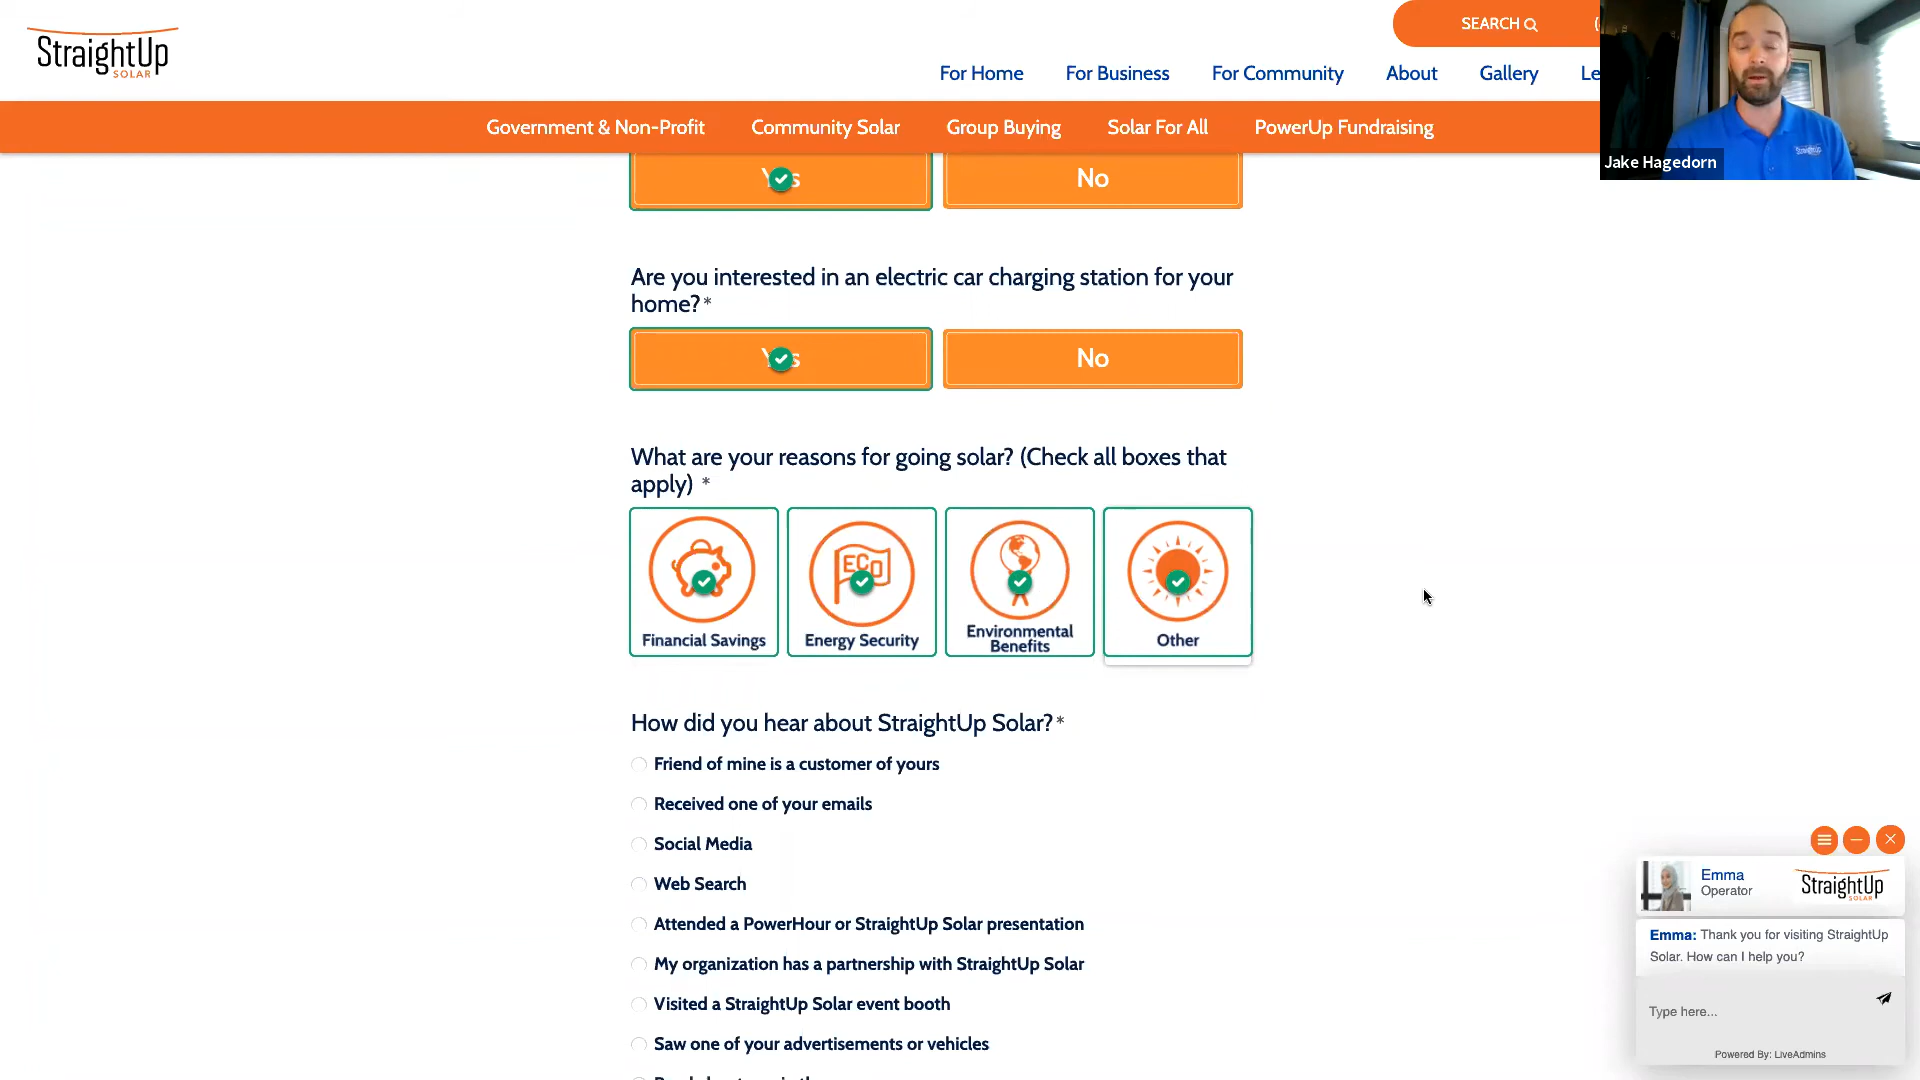 StraightUp
SOLAR
SEARCH
For Home
For Business
For Community
About
Gallery
Le
Government & Non-Profit
Community Solar
Group Buying
Solar For All
PowerUp Fundraising
StraightUp
Jake Hagedorn
Yes
No
Are you interested in an electric car charging station for your
home?*
Yes
No
What are your reasons for going solar? (Check all boxes that
apply) *
ECO
Financial Savings
Energy Security
Environmental
Benefits
Other
How did you hear about StraightUp Solar?*
Friend of mine is a customer of yours
Received one of your emails
Social Media
Web Search
Attended a PowerHour or StraightUp Solar presentation
My organization has a partnership with StraightUp Solar
Visited a StraightUp Solar event booth
Saw one of your advertisements or vehicles
Emma
Operator
StraightUp
SOLAR
Emma: Thank you for visiting StraightUp
Solar. How can I help you?
Type here...
Powered By: LiveAdmins